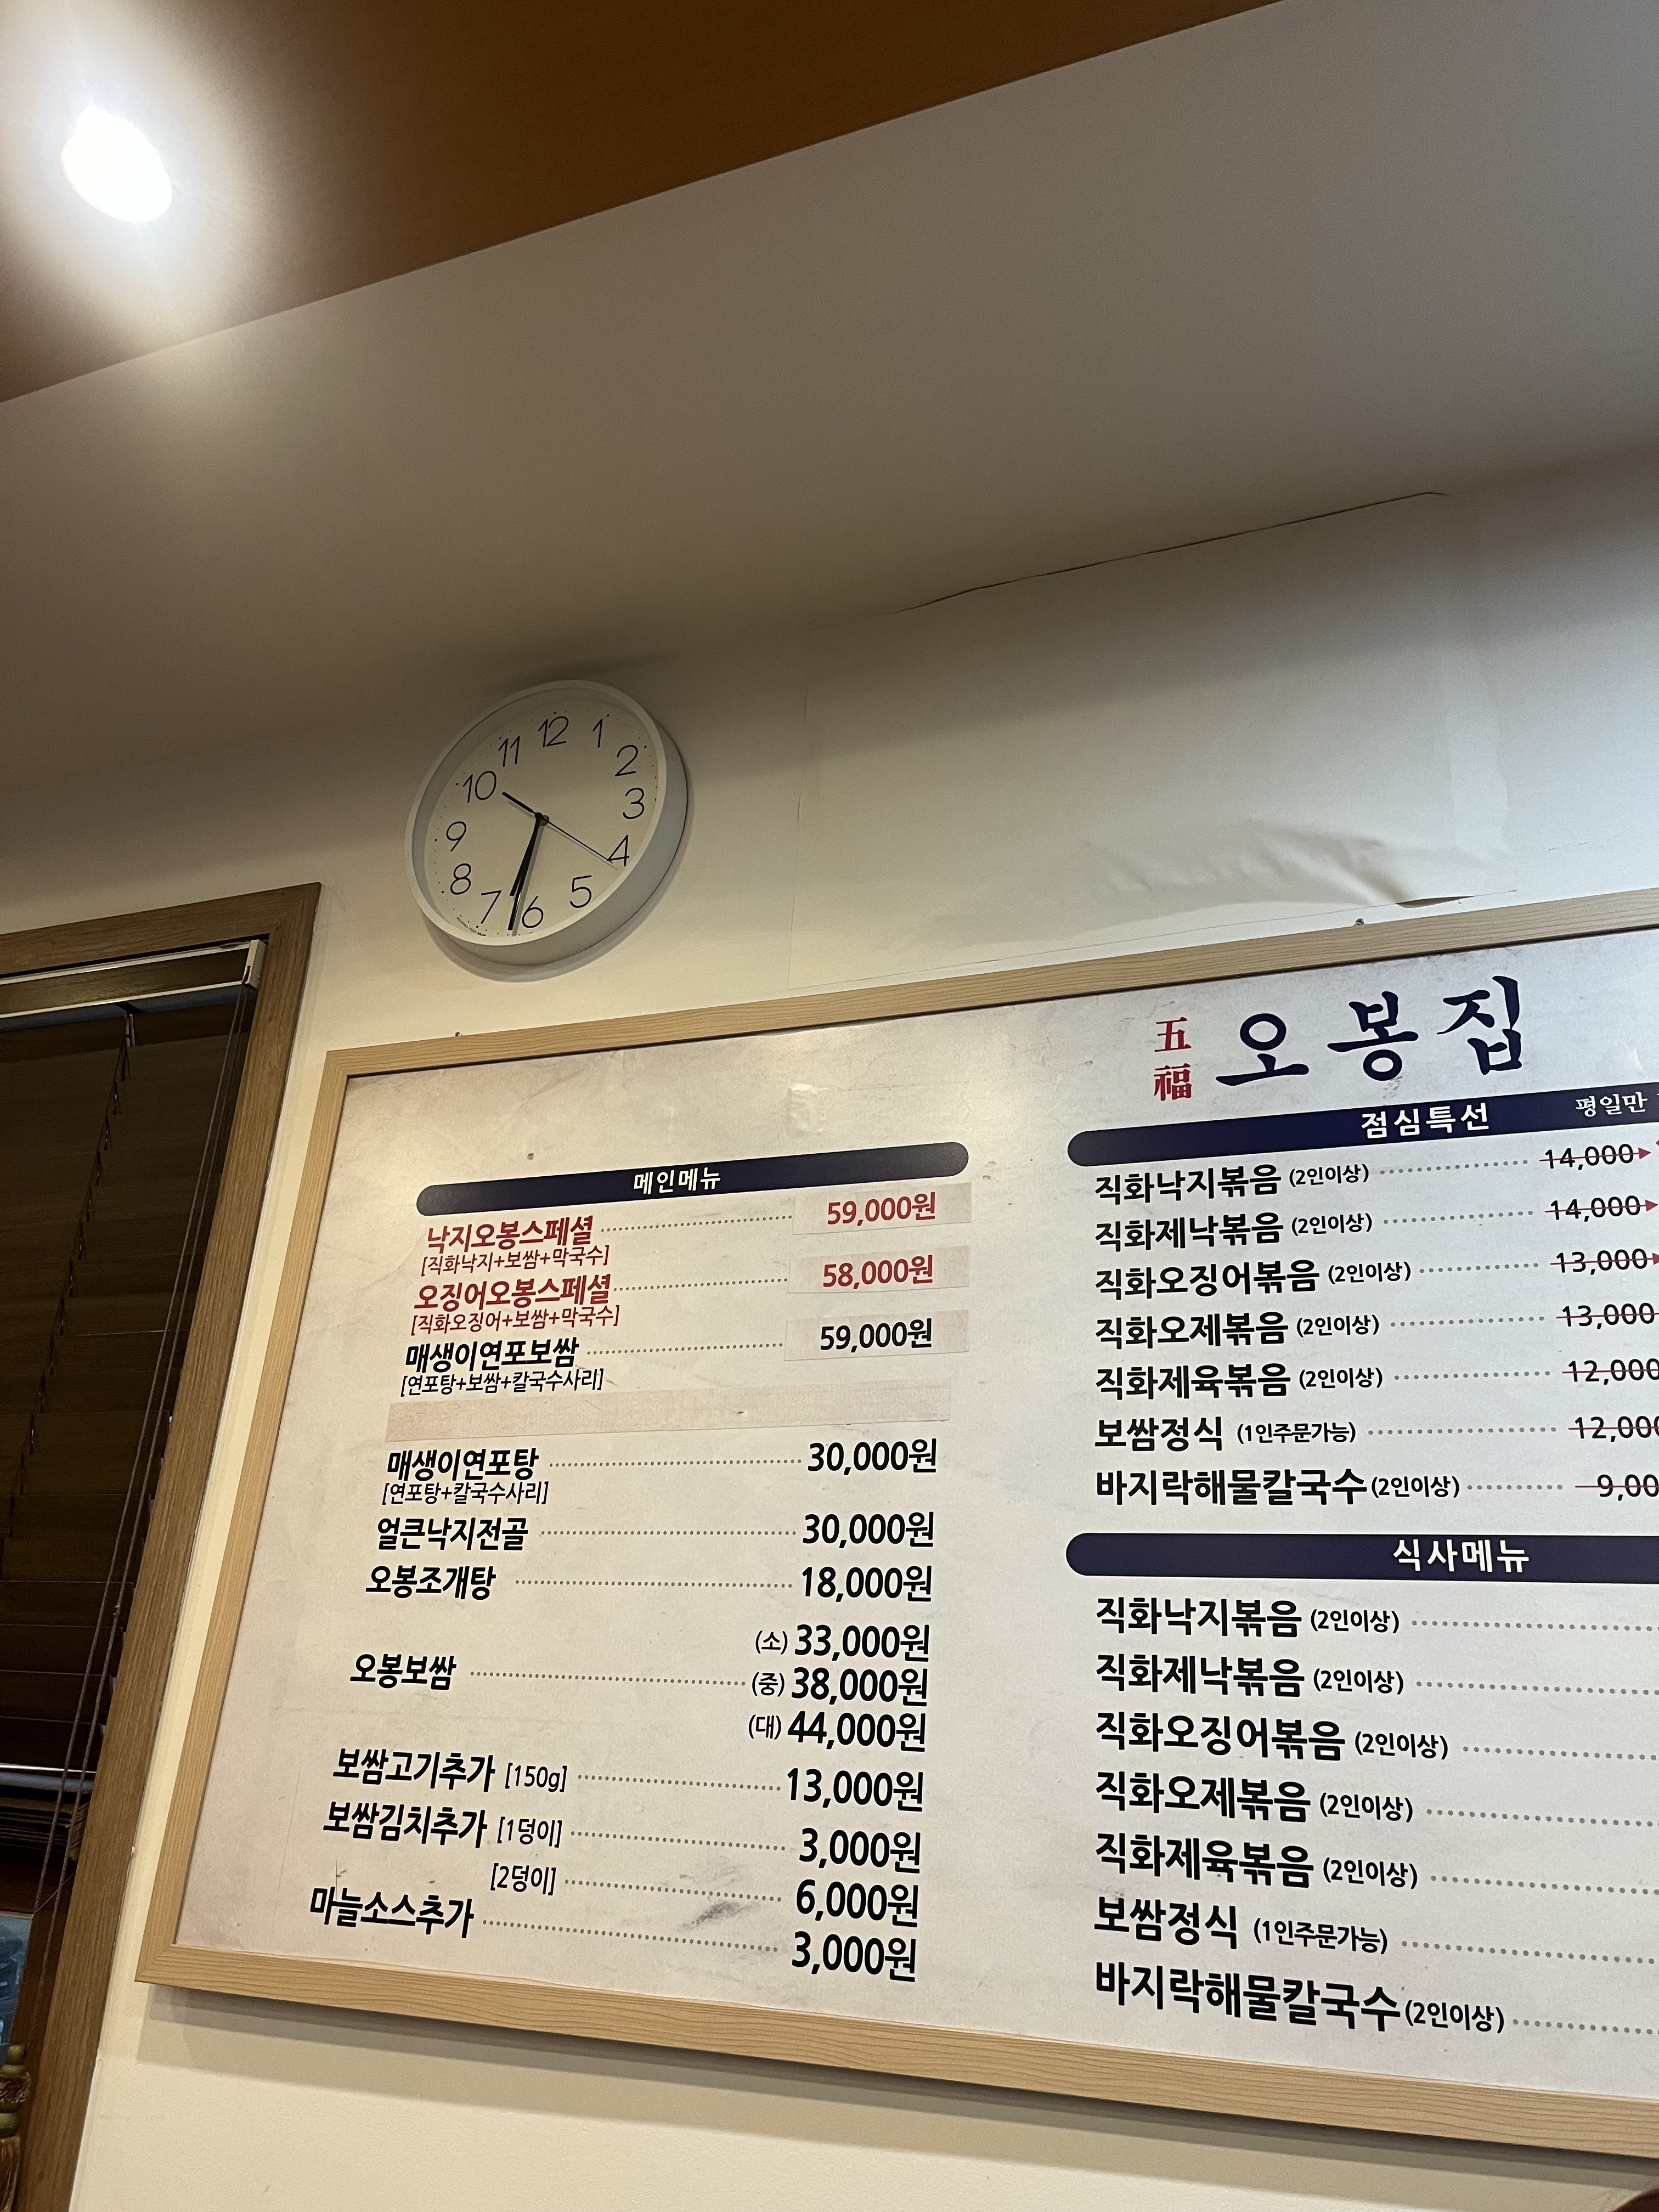 12
1
2
3
4
5
6
7
8
9
10
11
五福 오봉집
메인메뉴
낙지오봉스페셜 59,000원
[직화낙지+보쌈+막국수]
오징어오봉스페셜 58,000원
[직화오징어+보쌈+막국수]
매생이연포보쌈 59,000원
[연포탕+보쌈+칼국수사리]
매생이연포탕 30,000원
[연포탕+칼국수사리]
얼큰낙지전골 30,000원
오봉조개탕 18,000원
오봉보쌈 (소) 33,000원
(중) 38,000원
(대) 44,000원
보쌈고기추가 [150g] 13,000원
보쌈김치추가 [1덩이] 3,000원
[2덩이] 6,000원
마늘소스추가 3,000원
점심특선 평일만
직화낙지볶음 (2인이상) 14,000
직화제낙볶음 (2인이상) 14,000
직화오징어볶음 (2인이상) 13,000
직화오제볶음 (2인이상) 13,000
직화제육볶음 (2인이상) 12,000
보쌈정식 (1인주문가능) 12,000
바지락해물칼국수 (2인이상) 9,00
식사메뉴
직화낙지볶음 (2인이상)
직화제낙볶음 (2인이상)
직화오징어볶음 (2인이상)
직화오제볶음 (2인이상)
직화제육볶음 (2인이상)
보쌈정식 (1인주문가능)
바지락해물칼국수 (2인이상)